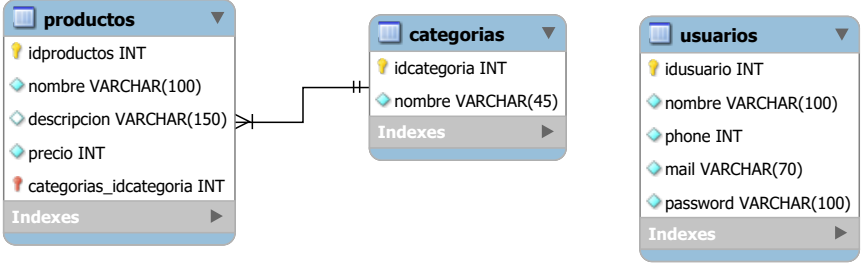 productos
idproductos INT
nombre VARCHAR(100)
descripcion VARCHAR(150)
precio INT
categorias_idcategoria INT
Indexes
categorias
idcategoria INT
nombre VARCHAR(45)
Indexes
usuarios
idusuario INT
nombre VARCHAR(100)
phone INT
mail VARCHAR(70)
password VARCHAR(100)
Indexes